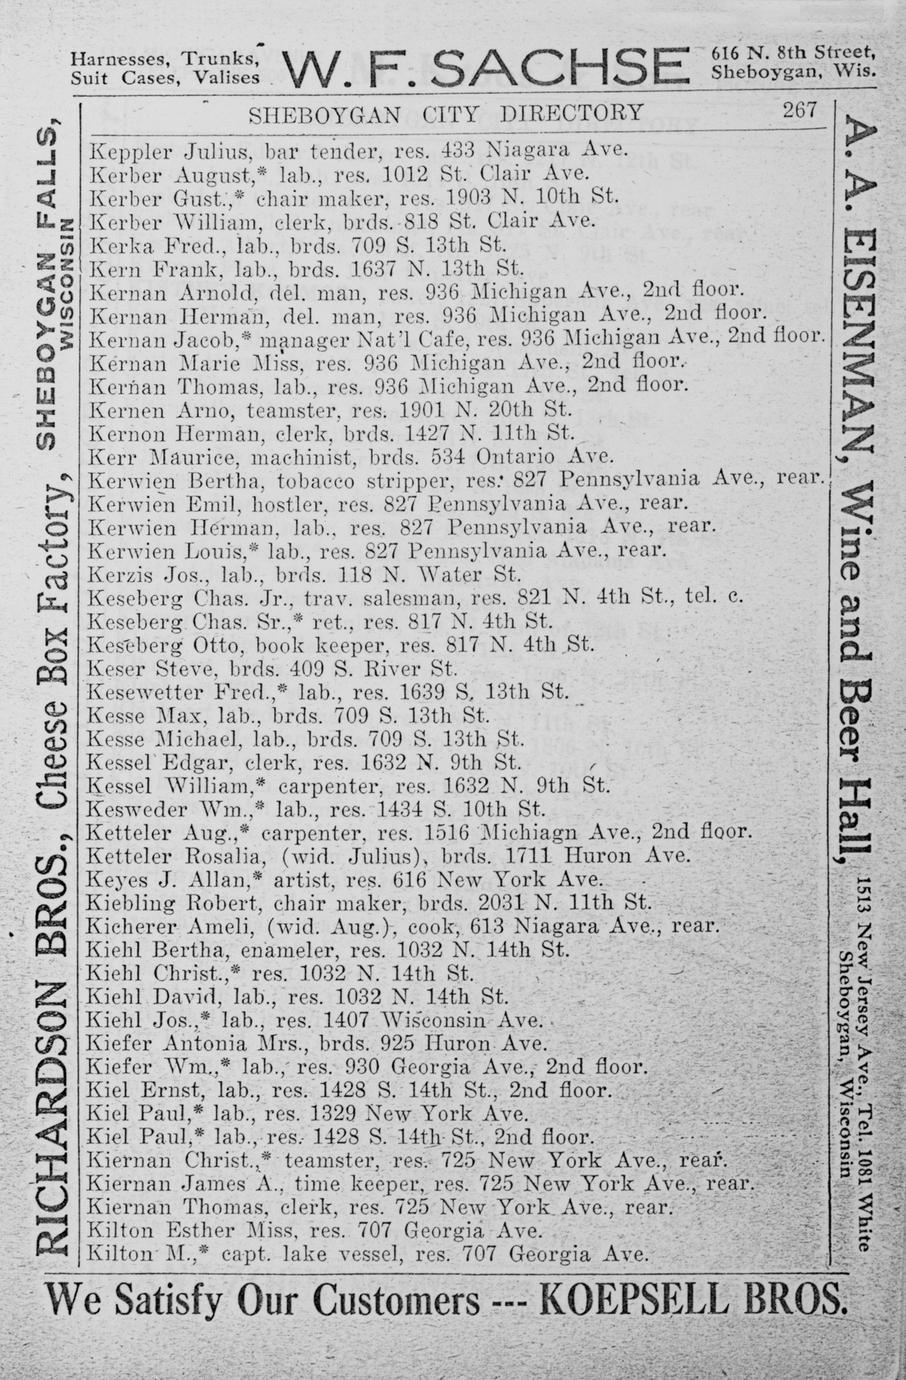 Harnesses, Trunks,
Suit Cases, Valises
W. F. SACHSE
616 N. 8th Street,
Sheboygan, Wis.
SHEBOYGAN CITY DIRECTORY 267
Keppler Julius, bar tender, res. 433 Niagara Ave.
Kerber August,* lab., res. 1012 St. Clair Ave.
Kerber Gust.,* chair maker, res. 1903 N. 10th St.
Kerber William, clerk, brds. 818 St. Clair Ave.
Kerka Fred., lab., brds. 709 S. 13th St.
Kern Frank, lab., brds. 1637 N. 13th St.
Kernan Arnold, del. man, res. 936 Michigan Ave., 2nd floor.
Kernan Herman, del. man, res. 936 Michigan Ave., 2nd floor.
Kernan Jacob,* manager Nat'l Cafe, res. 936 Michigan Ave., 2nd floor.
Kernan Marie Miss, res. 936 Michigan Ave., 2nd floor.
Kernan Thomas, lab., res. 936 Michigan Ave., 2nd floor.
Kernen Arno, teamster, res. 1901 N. 20th St.
Kernon Herman, clerk, brds. 1427 N. 11th St.
Kerr Maurice, machinist, brds. 534 Ontario Ave.
Kerwien Bertha, tobacco stripper, res. 827 Pennsylvania Ave., rear.
Kerwien Emil, hostler, res. 827 Pennsylvania Ave., rear.
Kerwien Herman, lab., res. 827 Pennsylvania Ave., rear.
Kerwien Louis,* lab., res. 827 Pennsylvania Ave., rear.
Kerzis Jos., lab., brds. 118 N. Water St.
Keseberg Chas. Jr., trav. salesman, res. 821 N. 4th St., tel. c.
Keseberg Chas. Sr.,* ret., res. 817 N. 4th St.
Keseberg Otto, book keeper, res. 817 N. 4th St.
Keser Steve, brds. 409 S. River St.
Kesewetter Fred.,* lab., res. 1639 S. 13th St.
Kesse Max, lab., brds. 709 S. 13th St.
Kesse Michael, lab., brds. 709 S. 13th St.
Kessel Edgar, clerk, res. 1632 N. 9th St.
Kessel William,* carpenter, res. 1632 N. 9th St.
Kesweder Wm.,* lab., res. 1434 S. 10th St.
Ketteler Aug.,* carpenter, res. 1516 Michiagn Ave., 2nd floor.
Ketteler Rosalia, (wid. Julius), brds. 1711 Huron Ave.
Keyes J. Allan,* artist, res. 616 New York Ave.
Kiebling Robert, chair maker, brds. 2031 N. 11th St.
Kicherer Ameli, (wid. Aug.), cook, 613 Niagara Ave., rear.
Kiehl Bertha, enameler, res. 1032 N. 14th St.
Kiehl Christ.,* res. 1032 N. 14th St.
Kiehl David, lab., res. 1032 N. 14th St.
Kiehl Jos.,* lab., res. 1407 Wisconsin Ave.
Kiefer Antonia Mrs., brds. 925 Huron Ave.
Kiefer Wm.,* lab., res. 930 Georgia Ave., 2nd floor.
Kiel Ernst, lab., res. 1428 S. 14th St., 2nd floor.
Kiel Paul,* lab., res. 1329 New York Ave.
Kiel Paul,* lab., res. 1428 S. 14th St., 2nd floor.
Kiernan Christ.,* teamster, res. 725 New York Ave., rear.
Kiernan James A., time keeper, res. 725 New York Ave., rear.
Kiernan Thomas, clerk, res. 725 New York Ave., rear.
Kilton Esther Miss, res. 707 Georgia Ave.
Kilton M.,* capt. lake vessel, res. 707 Georgia Ave.
RICHARDSON BROS., Cheese Box Factory, SHEBOYGAN FALLS,
WISCONSIN
A. A. EISENMAN, Wine and Beer Hall, 1513 New Jersey Ave., Tel. 1081 White
Sheboygan, Wisconsin
We Satisfy Our Customers --- KOEPSELL BROS.